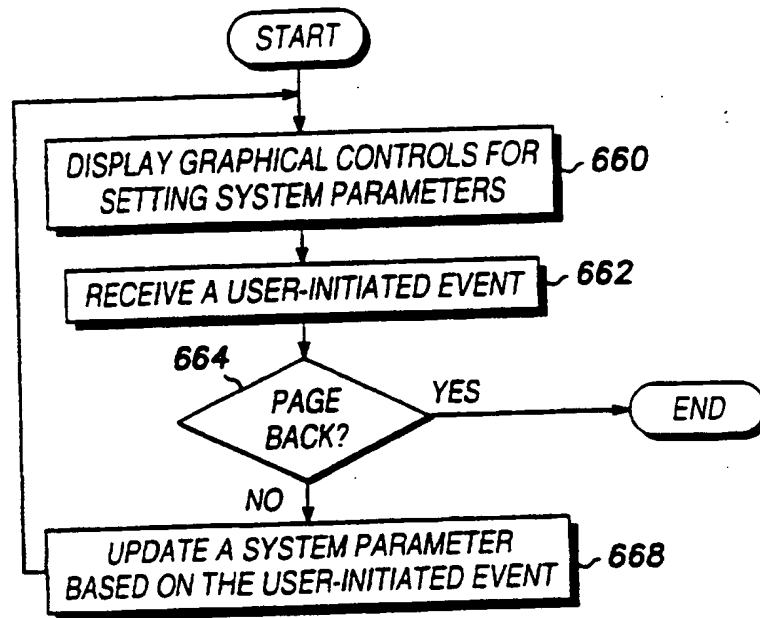 START
DISPLAY GRAPHICAL CONTROLS FOR
SETTING SYSTEM PARAMETERS
660
RECEIVE A USER-INITIATED EVENT
662
664
PAGE
BACK?
YES
END
NO
UPDATE A SYSTEM PARAMETER
BASED ON THE USER-INITIATED EVENT
668